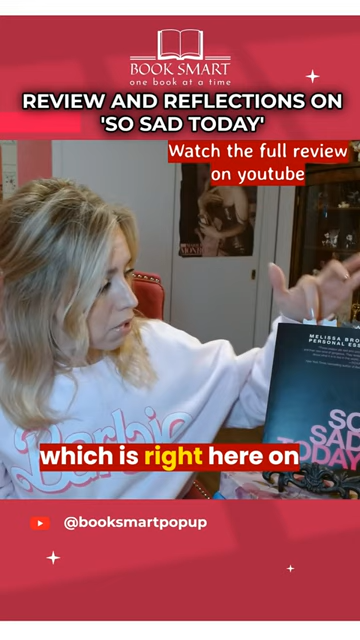 BOOK SMART
one book at a time
REVIEW AND REFLECTIONS ON
'SO SAD TODAY'
Watch the full review
on youtube
MELISSA BRO
PERSONAL ESS
Barbie
SO
SAD
TODAY
which is right here on
@booksmartpopup